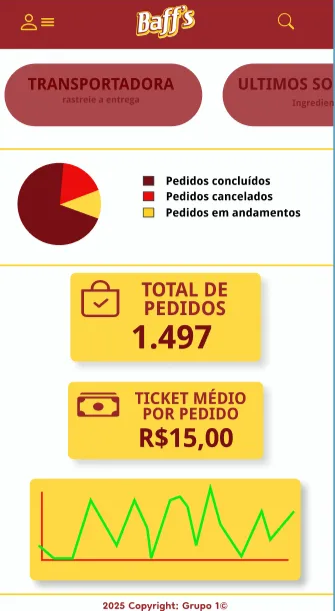 Baff's
TRANSPORTADORA
rastreie a entrega
ULTIMOS SO
Ingredien
Pedidos concluídos
Pedidos cancelados
Pedidos em andamentos
TOTAL DE
PEDIDOS
1.497
TICKET MÉDIO
POR PEDIDO
R$15,00
2025 Copyright: Grupo 1©